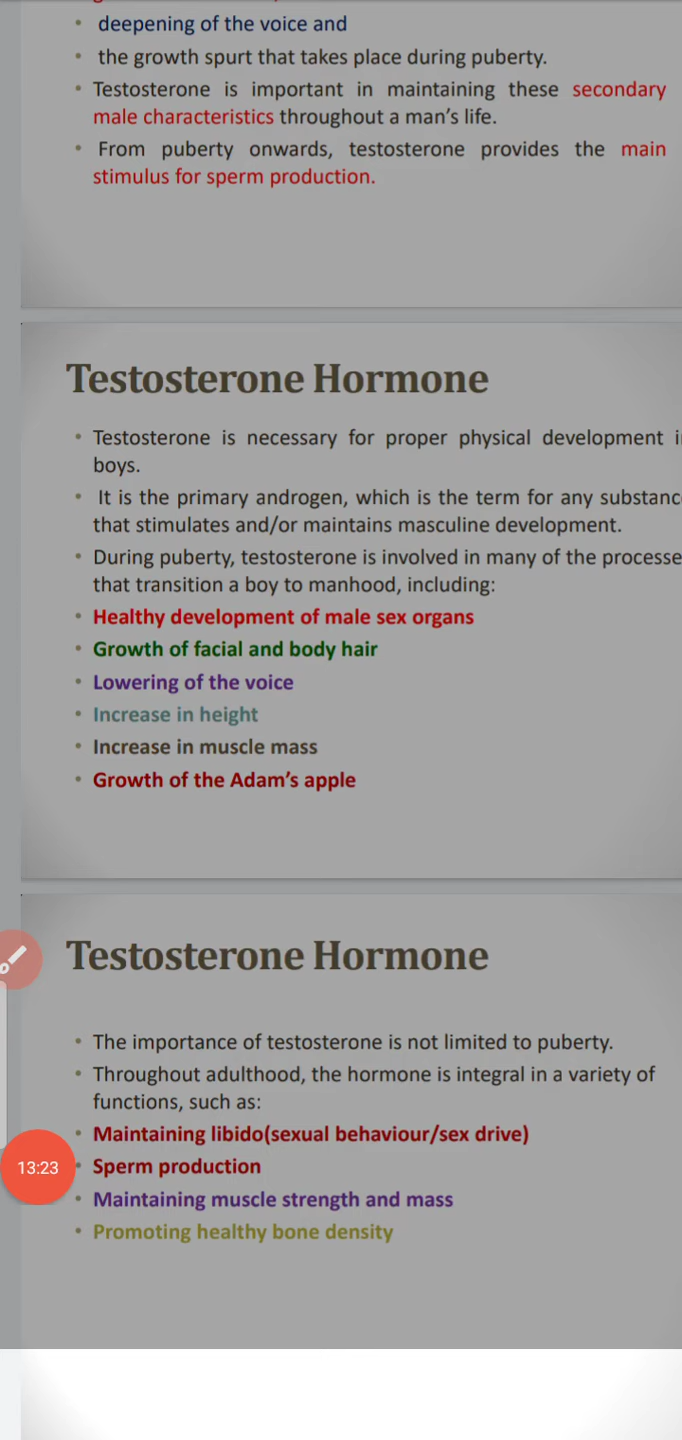 • deepening of the voice and
• the growth spurt that takes place during puberty.
• Testosterone is important in maintaining these secondary
male characteristics throughout a man’s life.
• From puberty onwards, testosterone provides the main
stimulus for sperm production.
Testosterone Hormone
• Testosterone is necessary for proper physical development
boys.
• It is the primary androgen, which is the term for any
that stimulates and/or maintains masculine development.
• During puberty, testosterone is involved in many of the
that transition a boy to manhood, including:
• Healthy development of male sex organs
• Growth of facial and body hair
• Lowering of the voice
• Increase in height
• Increase in muscle mass
• Growth of the Adam’s apple
Testosterone Hormone
• The importance of testosterone is not limited to puberty.
• Throughout adulthood, the hormone is integral in a variety of
functions, such as:
• Maintaining libido(sexual behaviour/sex drive)
13:23
• Sperm production
• Maintaining muscle strength and mass
• Promoting healthy bone density